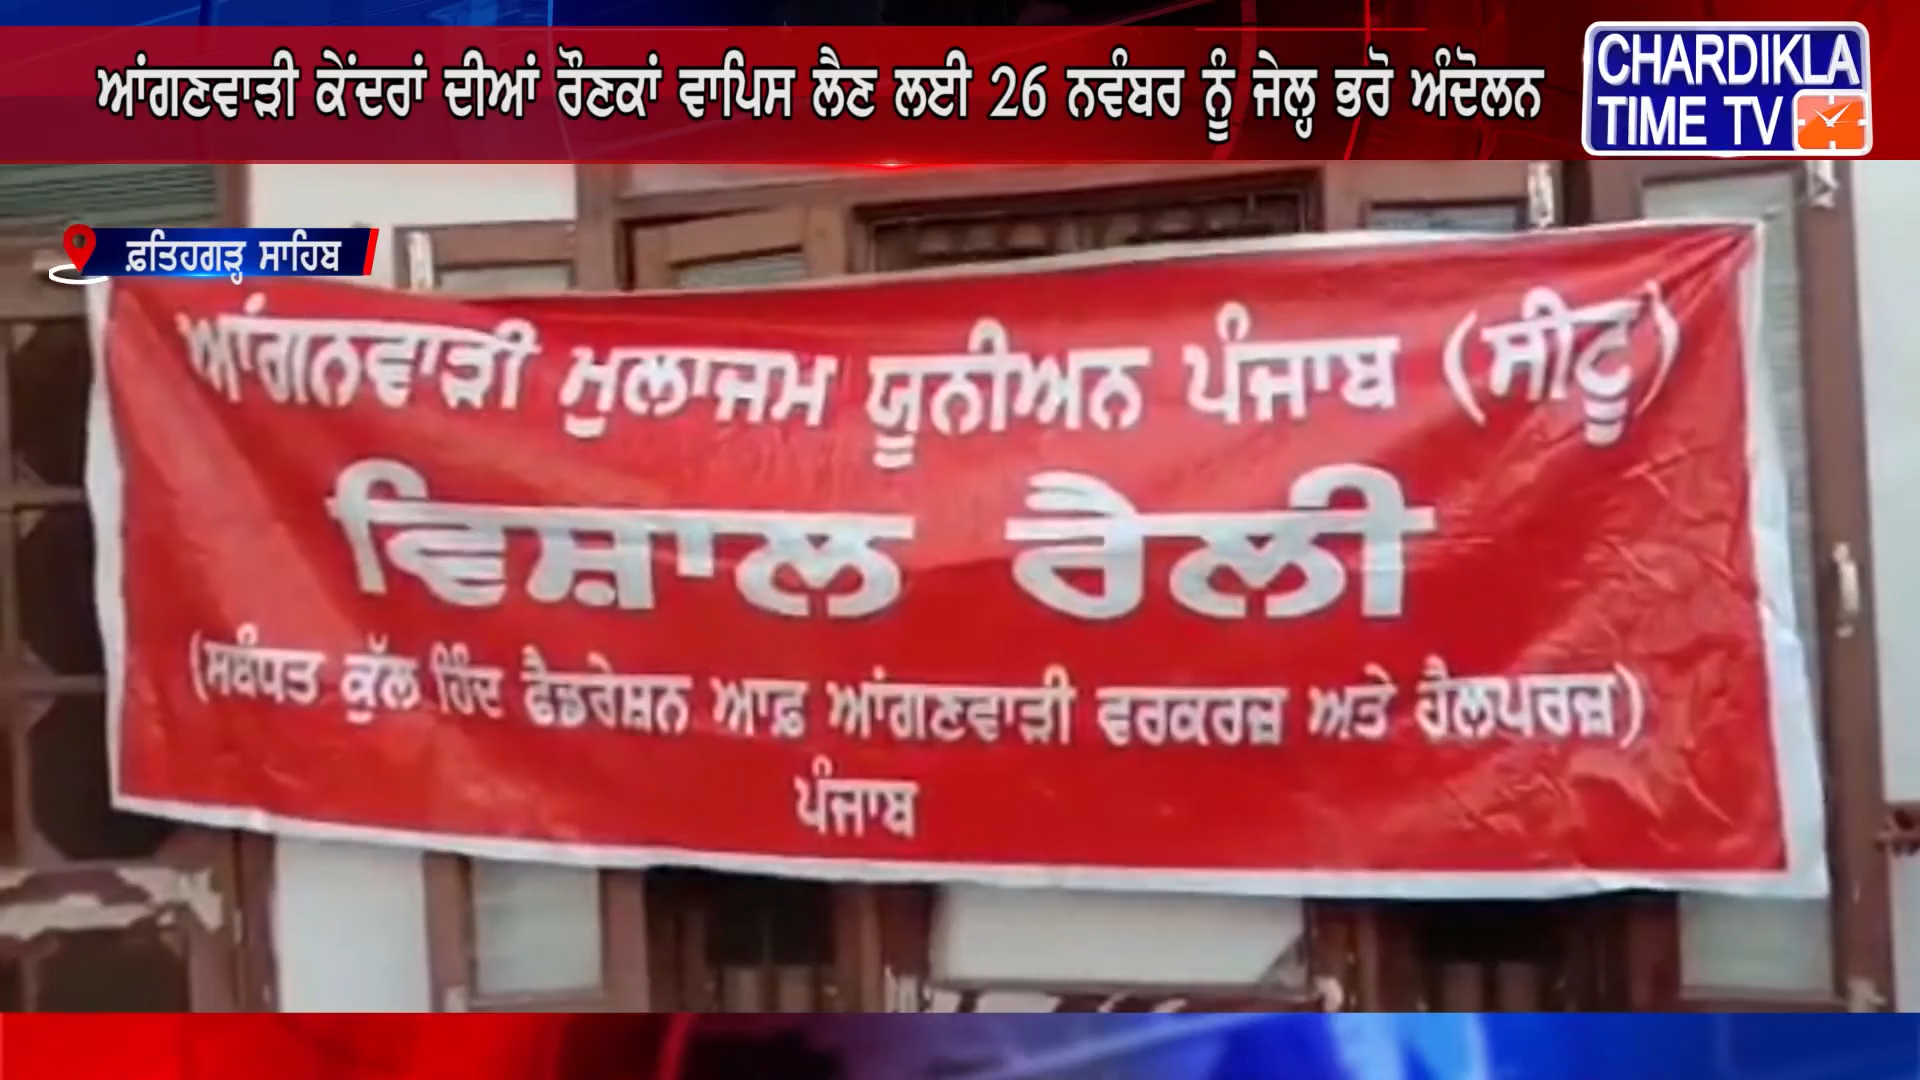 ਆਂਗਣਵਾੜੀ ਕੇਂਦਰਾਂ ਦੀਆਂ ਰੌਣਕਾਂ ਵਾਪਿਸ ਲੈਣ ਲਈ 26 ਨਵੰਬਰ ਨੂੰ ਜੇਲ੍ਹ ਭਰੋ ਅੰਦੋਲਨ
CHARDIKLA
TIME TV
ਫ਼ਤਿਹਗੜ੍ਹ ਸਾਹਿਬ
ਆਂਗਨਵਾੜੀ ਮੁਲਾਜਮ ਯੂਨੀਅਨ ਪੰਜਾਬ (ਸੀਟੂ)
ਵਿਸ਼ਾਲ ਰੈਲੀ
(ਸਬੰਧਤ ਕੁੱਲ ਹਿੰਦ ਫੈਡਰੇਸ਼ਨ ਆਫ਼ ਆਂਗਣਵਾੜੀ ਵਰਕਰਜ਼ ਅਤੇ ਹੈਲਪਰਜ਼)
ਪੰਜਾਬ